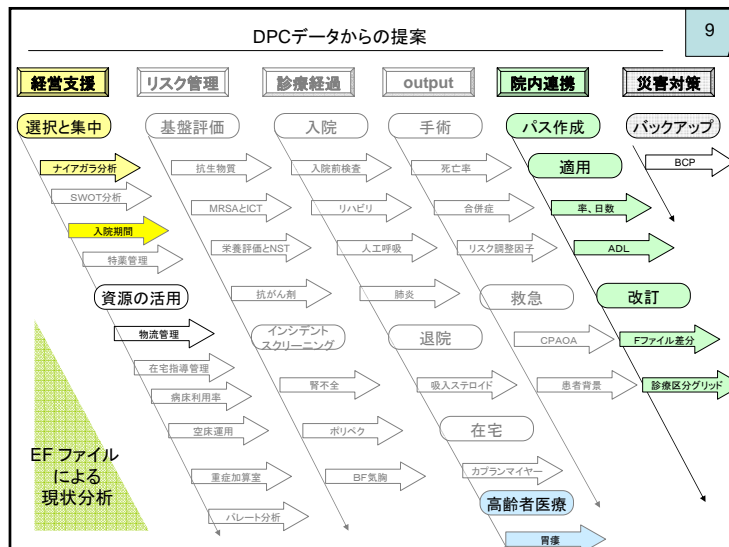 DPCデータからの提案
9
経営支援
リスク管理
診療経過
output
院内連携
災害対策
選択と集中
基盤評価
入院
手術
パス作成
バックアップ
ナイアガラ分析
抗生物質
入院前検査
死亡率
適用
BCP
SWOT分析
MRSAとICT
リハビリ
合併症
率、日数
入院期間
栄養評価とNST
人工呼吸
リスク調整因子
ADL
特薬管理
資源の活用
抗がん剤
肺炎
救急
改訂
物流管理
インシデント
スクリーニング
退院
CPAOA
Fファイル差分
在宅指導管理
腎不全
吸入ステロイド
患者背景
診療区分グリッド
病床利用率
空床運用
ポリペク
在宅
重症加算室
BF気胸
カプランマイヤー
パレート分析
高齢者医療
胃瘻
EF ファイル
による
現状分析